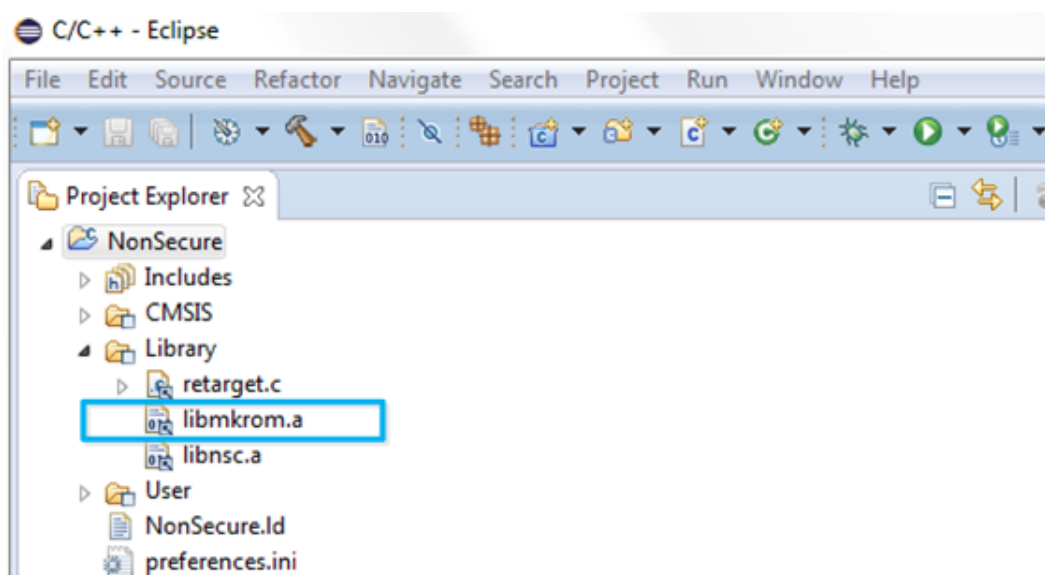 C/C++ - Eclipse
File Edit Source Refactor Navigate Search Project Run Window Help
Project Explorer
NonSecure
Includes
CMSIS
Library
retarget.c
libmkrom.a
libnsc.a
User
NonSecure.ld
preferences.ini